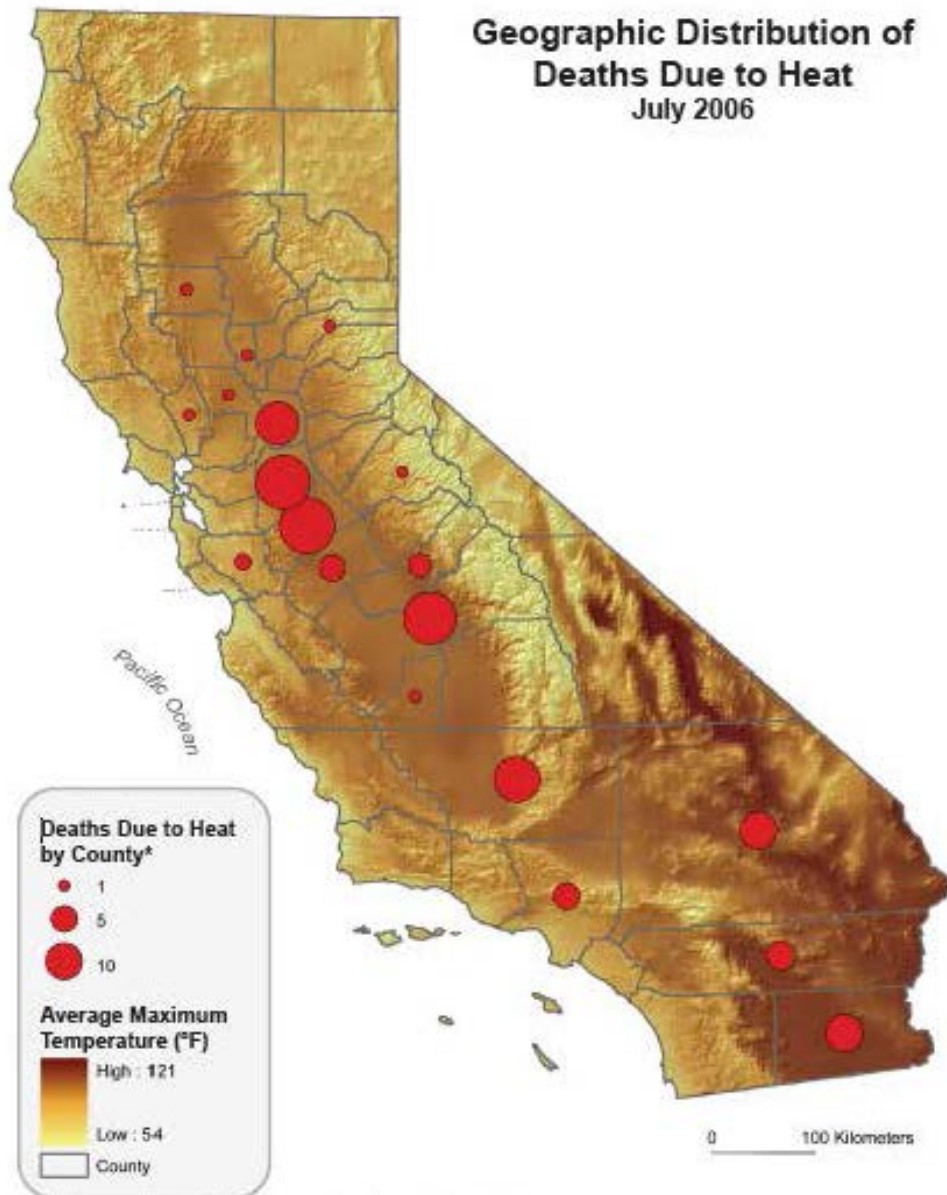 Geographic Distribution of
Deaths Due to Heat
July 2006
Pacific Ocean
Deaths Due to Heat
by County*
1
5
10
Average Maximum
Temperature (°F)
High : 121
Low : 54
County
0 100 Kilometers